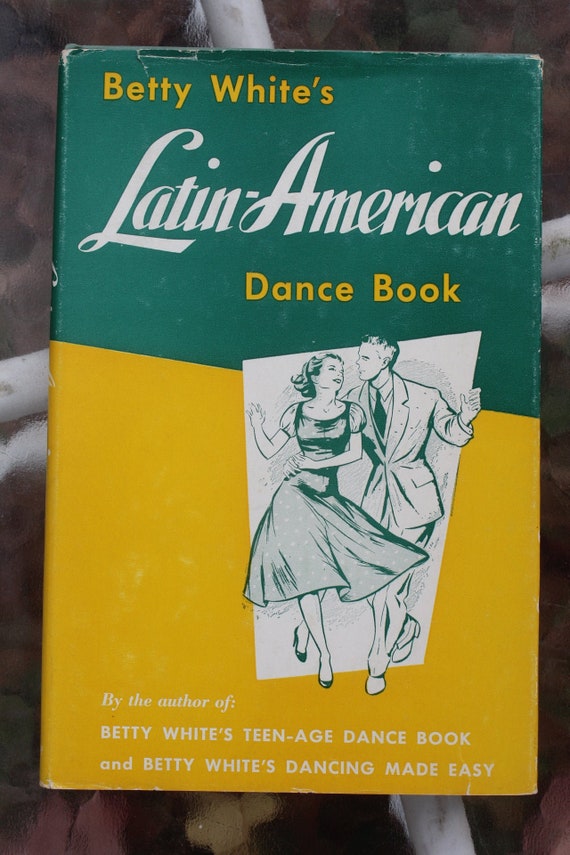 Betty White's
Latin-American
Dance Book
By the author of:
BETTY WHITE'S TEEN-AGE DANCE BOOK
and BETTY WHITE'S DANCING MADE EASY